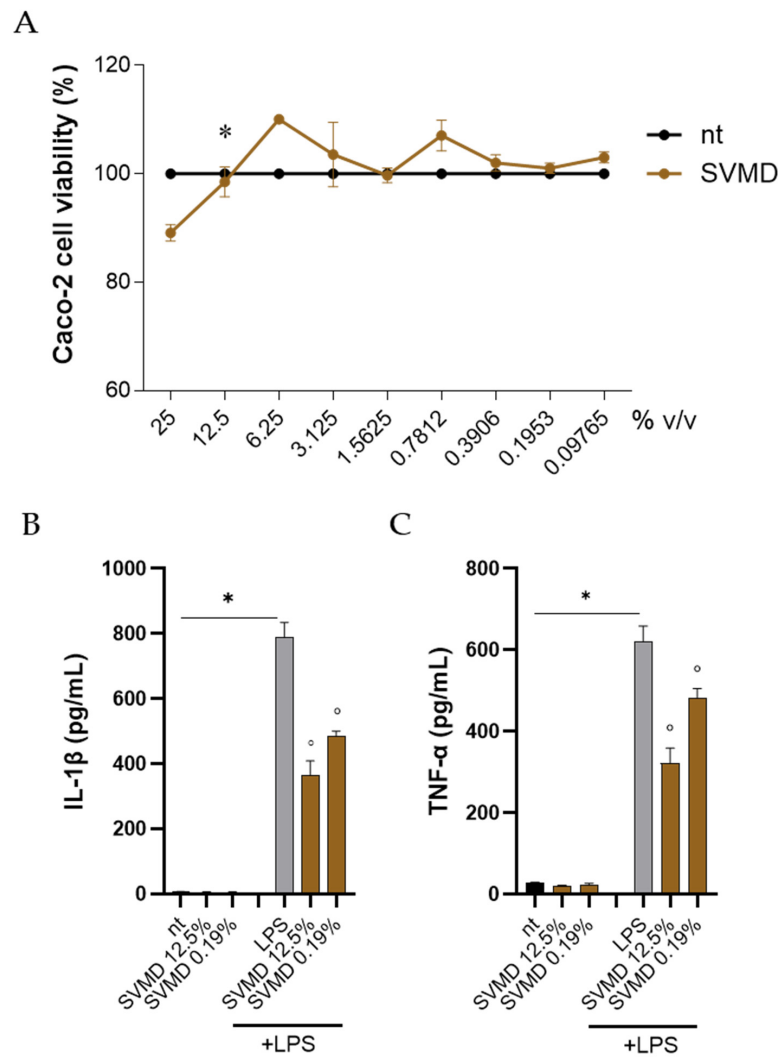 A
Caco-2 cell viability (%)
120
100
80
60
*
nt
SVMD
25
12.5
6.25
3.125
1.5625
0.7812
0.3906
0.1953
0.09765
% v/v
B
IL-1β (pg/mL)
1000
800
600
400
200
0
*
°
°
nt
SVMD 12.5%
SVMD 0.19%
LPS
SVMD 12.5%
SVMD 0.19%
+LPS
C
TNF-α (pg/mL)
800
600
400
200
0
*
°
°
nt
SVMD 12.5%
SVMD 0.19%
LPS
SVMD 12.5%
SVMD 0.19%
+LPS